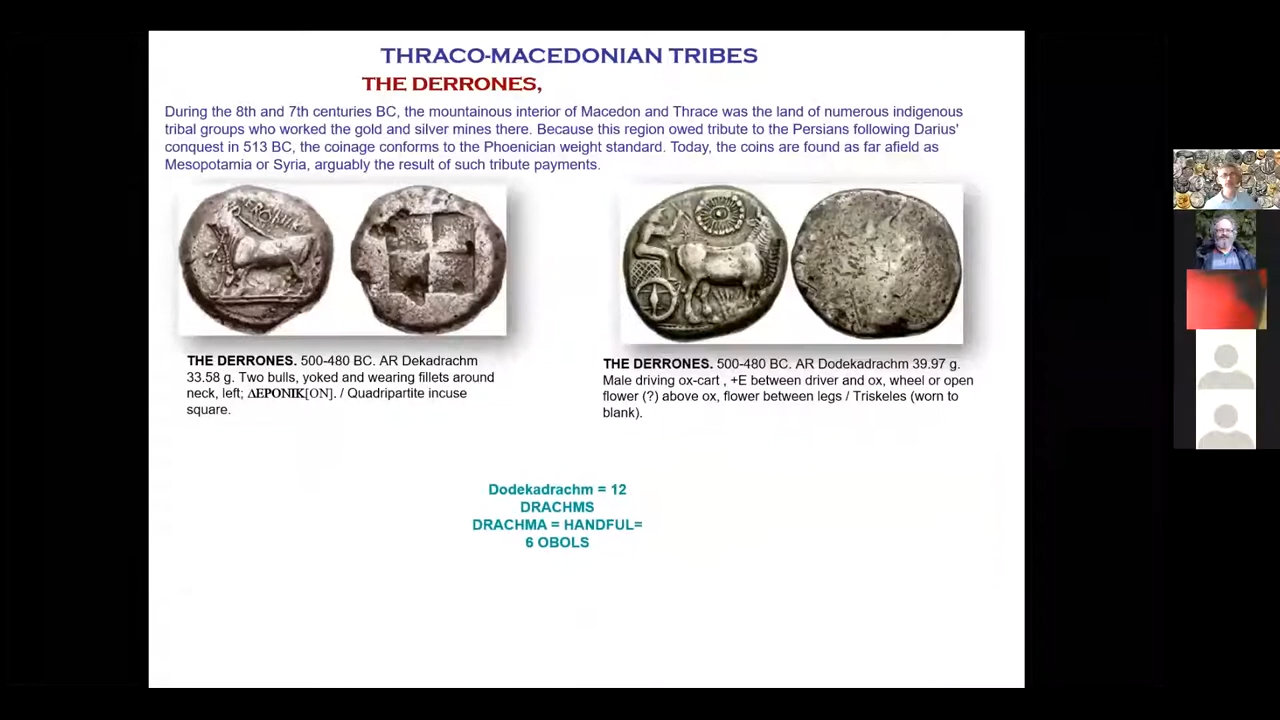 THRACO-MACEDONIAN TRIBES
THE DERRONES,
During the 8th and 7th centuries BC, the mountainous interior of Macedon and Thrace was the land of numerous indigenous
tribal groups who worked the gold and silver mines there. Because this region owed tribute to the Persians following Darius'
conquest in 513 BC, the coinage conforms to the Phoenician weight standard. Today, the coins are found as far afield as
Mesopotamia or Syria, arguably the result of such tribute payments.
THE DERRONES. 500-480 BC. AR Dekadrachm
33.58 g. Two bulls, yoked and wearing fillets around
neck, left; ΔΕΡΟΝΙΚ[ON]. / Quadripartite incuse
square.
THE DERRONES. 500-480 BC. AR Dodekadrachm 39.97 g.
Male driving ox-cart , +E between driver and ox, wheel or open
flower (?) above ox, flower between legs / Triskeles (worn to
blank).
Dodekadrachm = 12
DRACHMS
DRACHMA = HANDFUL=
6 OBOLS